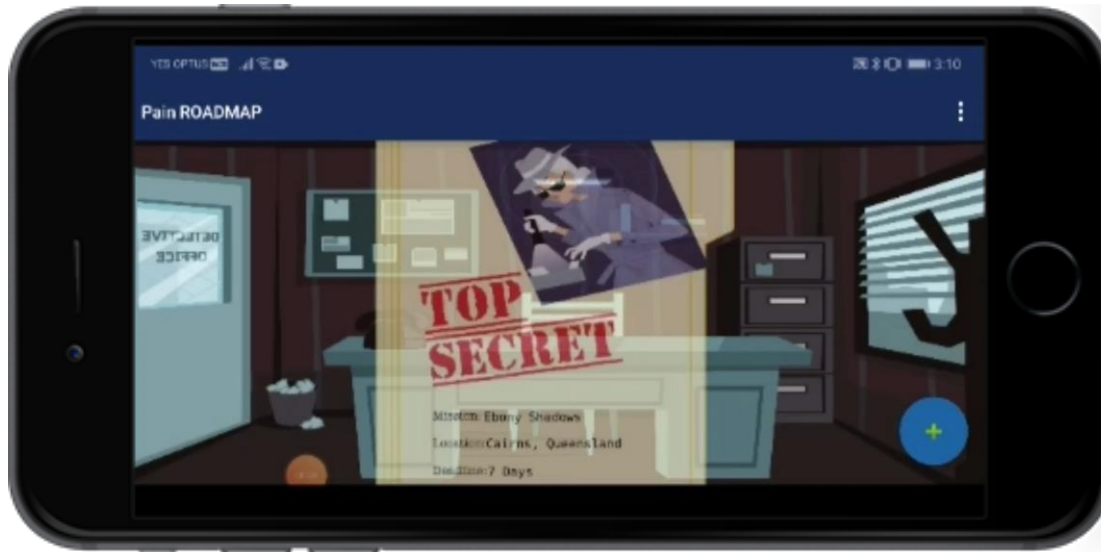 YES OPTUS 3:10
Pain ROADMAP
DETECTIVE
OFFICE
TOP
SECRET
Mission: Ebony Shadows
Location: Cairns, Queensland
Deadline: 7 Days